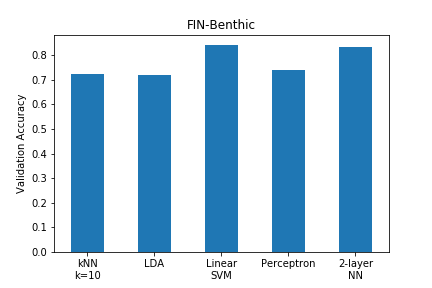 FIN-Benthic
Validation Accuracy
0.8
0.7
0.6
0.5
0.4
0.3
0.2
0.1
0.0
kNN
k=10
LDA
Linear
SVM
Perceptron
2-layer
NN